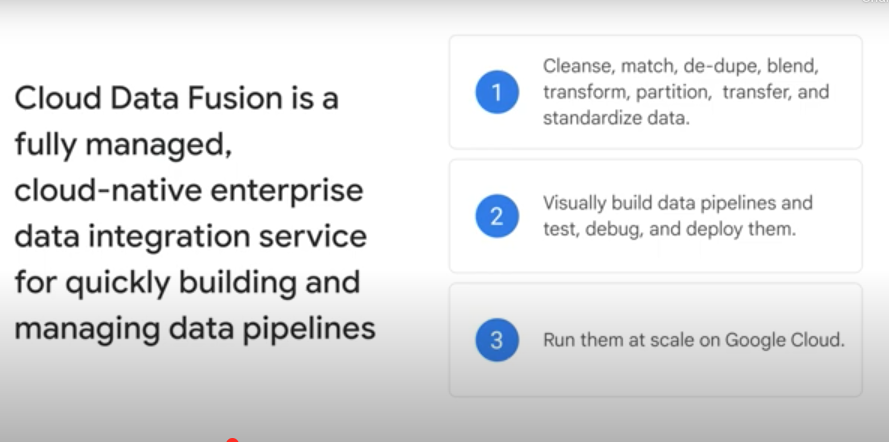 Cloud Data Fusion is a
fully managed,
cloud-native enterprise
data integration service
for quickly building and
managing data pipelines
1
Cleanse, match, de-dupe, blend,
transform, partition, transfer, and
standardize data.
2
Visually build data pipelines and
test, debug, and deploy them.
3
Run them at scale on Google Cloud.